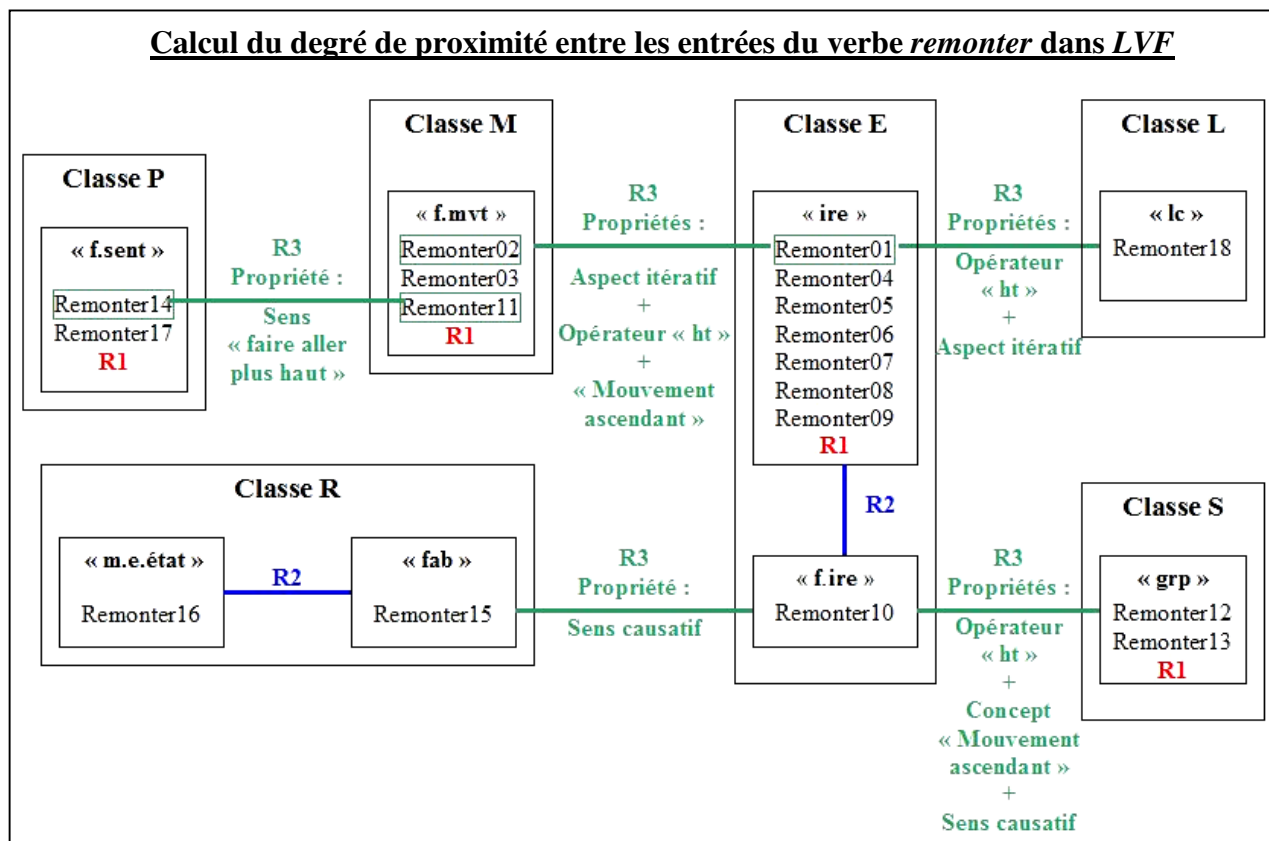 Calcul du degré de proximité entre les entrées du verbe remonter dans LVF
Classe P
« f.sent »
Remonter14
Remonter17
R1
R3
Propriété :
Sens
« faire aller
plus haut »
Classe M
« f.mvt »
Remonter02
Remonter03
Remonter11
R1
R3
Propriétés :
Aspect itératif
+
Opérateur « ht »
+
« Mouvement
ascendant »
Classe E
« ire »
Remonter01
Remonter04
Remonter05
Remonter06
Remonter07
Remonter08
Remonter09
R1
R2
« f.ire »
Remonter10
R3
Propriétés :
Opérateur
« ht »
+
Aspect itératif
Classe L
« lc »
Remonter18
Classe R
« m.e.état »
Remonter16
R2
« fab »
Remonter15
R3
Propriété :
Sens causatif
R3
Propriétés :
Opérateur
« ht »
+
Concept
« Mouvement
ascendant »
+
Sens causatif
Classe S
« grp »
Remonter12
Remonter13
R1